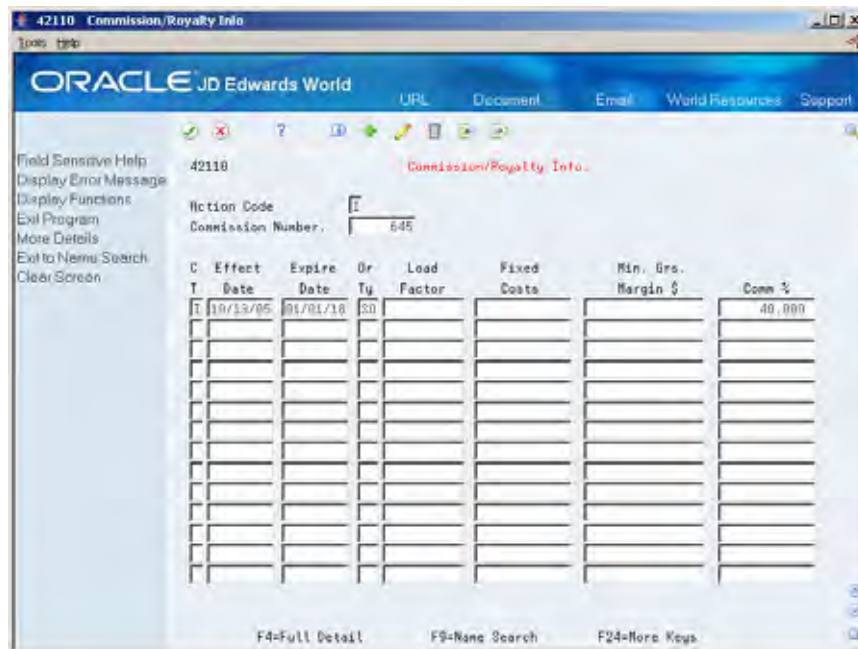 42110 Commission/Royalty Info
Tools Help
ORACLE JD Edwards World
URL Document Email World Resources Support
Field Sensitive Help
Display Error Message
Display Functions
Exit Program
More Details
Exit to Name Search
Clear Screen
42110 Commission/Royalty Info.
Action Code I
Commission Number. 645
C Effect Expire Or Load Fixed Min. Grs.
T Date Date Ty Factor Costs Margin $ Comm %
I 10/13/05 01/01/10 SO 40.000
F4=Full Detail F9=Name Search F24=More Keys